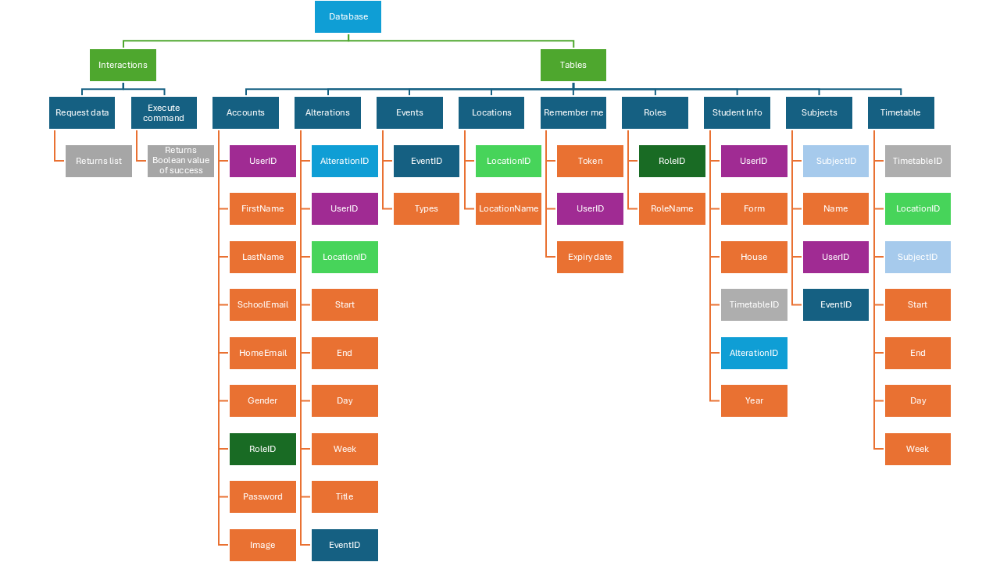 Database
Interactions
Tables
Request data
Execute
command
Accounts
Alterations
Events
Locations
Remember me
Roles
Student Info
Subjects
Timetable
Returns list
Returns
Boolean value
of success
UserID
FirstName
LastName
SchoolEmail
HomeEmail
Gender
RoleID
Password
Image
AlterationID
UserID
LocationID
Start
End
Day
Week
Title
EventID
EventID
Types
LocationID
LocationName
Token
UserID
Expiry date
RoleID
RoleName
UserID
Form
House
TimetableID
AlterationID
Year
SubjectID
Name
UserID
EventID
TimetableID
LocationID
SubjectID
Start
End
Day
Week